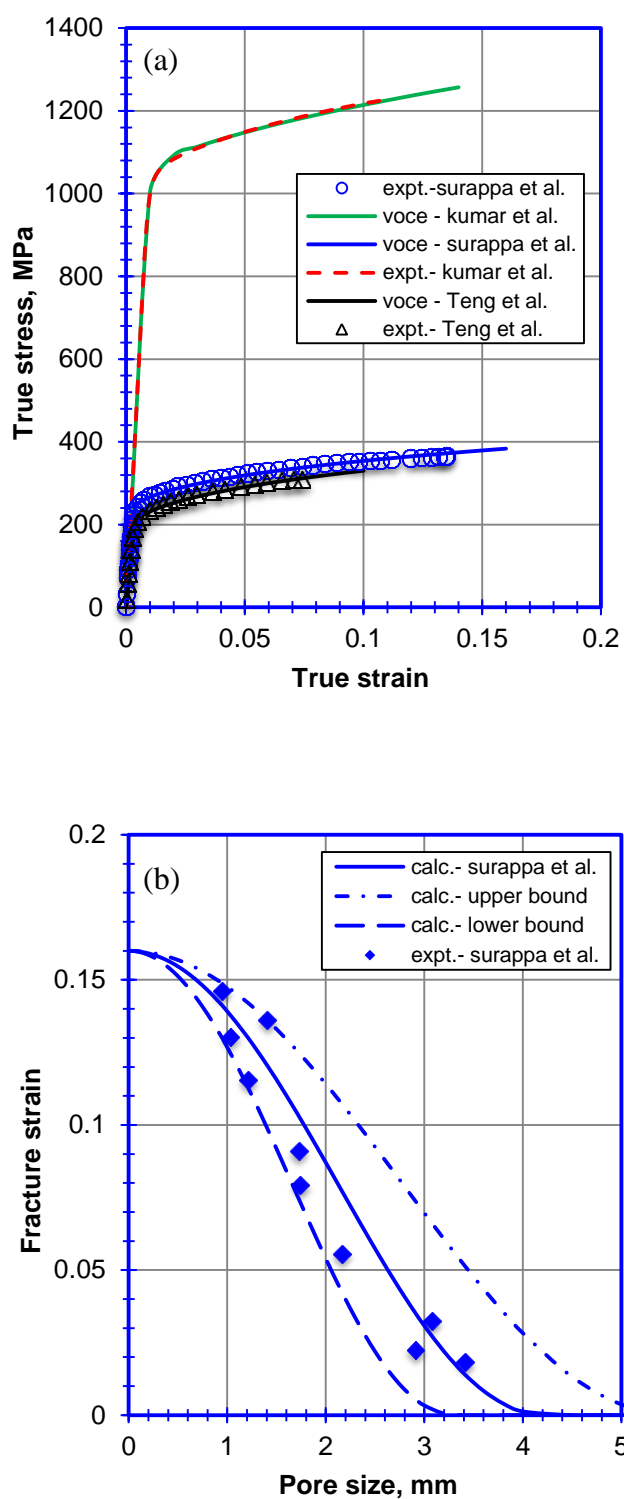 (a)
1400
1200
1000
800
600
400
200
0
True stress, MPa
expt.-surappa et al.
voce - kumar et al.
voce - surappa et al.
expt.- kumar et al.
voce - Teng et al.
expt.- Teng et al.
0 0.05 0.1 0.15 0.2
True strain
(b)
0.2
0.15
0.1
0.05
0
Fracture strain
calc.- surappa et al.
calc.- upper bound
calc.- lower bound
expt.- surappa et al.
0 1 2 3 4 5
Pore size, mm